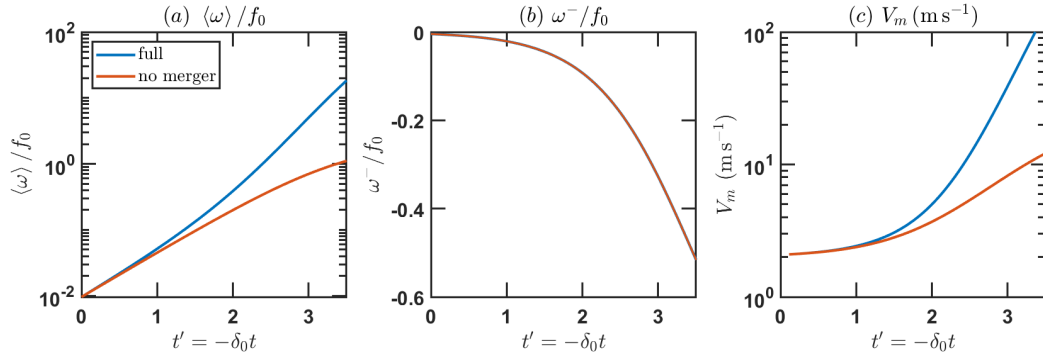 (a) ⟨ω⟩/f₀
10²
10¹
10⁰
10⁻²
⟨ω⟩/f₀
full
no merger
0 1 2 3
t′ = −δ₀t
(b) ω⁻/f₀
0
-0.2
-0.4
-0.6
ω⁻/f₀
0 1 2 3
t′ = −δ₀t
(c) Vₘ (m s⁻¹)
10²
10¹
10⁰
Vₘ (m s⁻¹)
0 1 2 3
t′ = −δ₀t